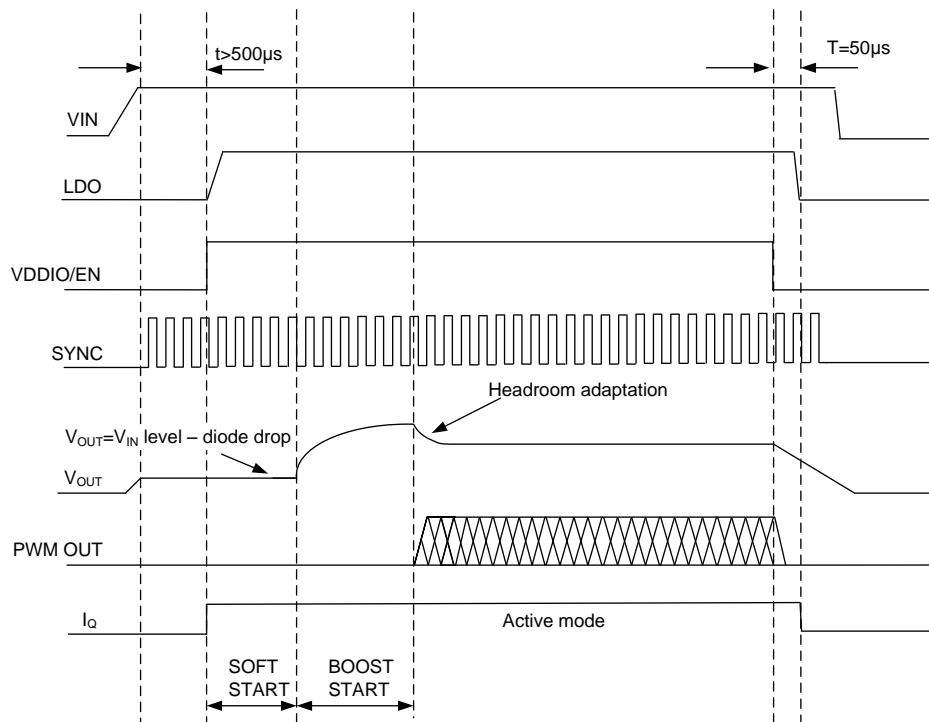 t>500µs
T=50µs
VIN
LDO
VDDIO/EN
SYNC
Headroom adaptation
VOUT=VIN level – diode drop
VOUT
PWM OUT
IQ
Active mode
SOFT
START
BOOST
START